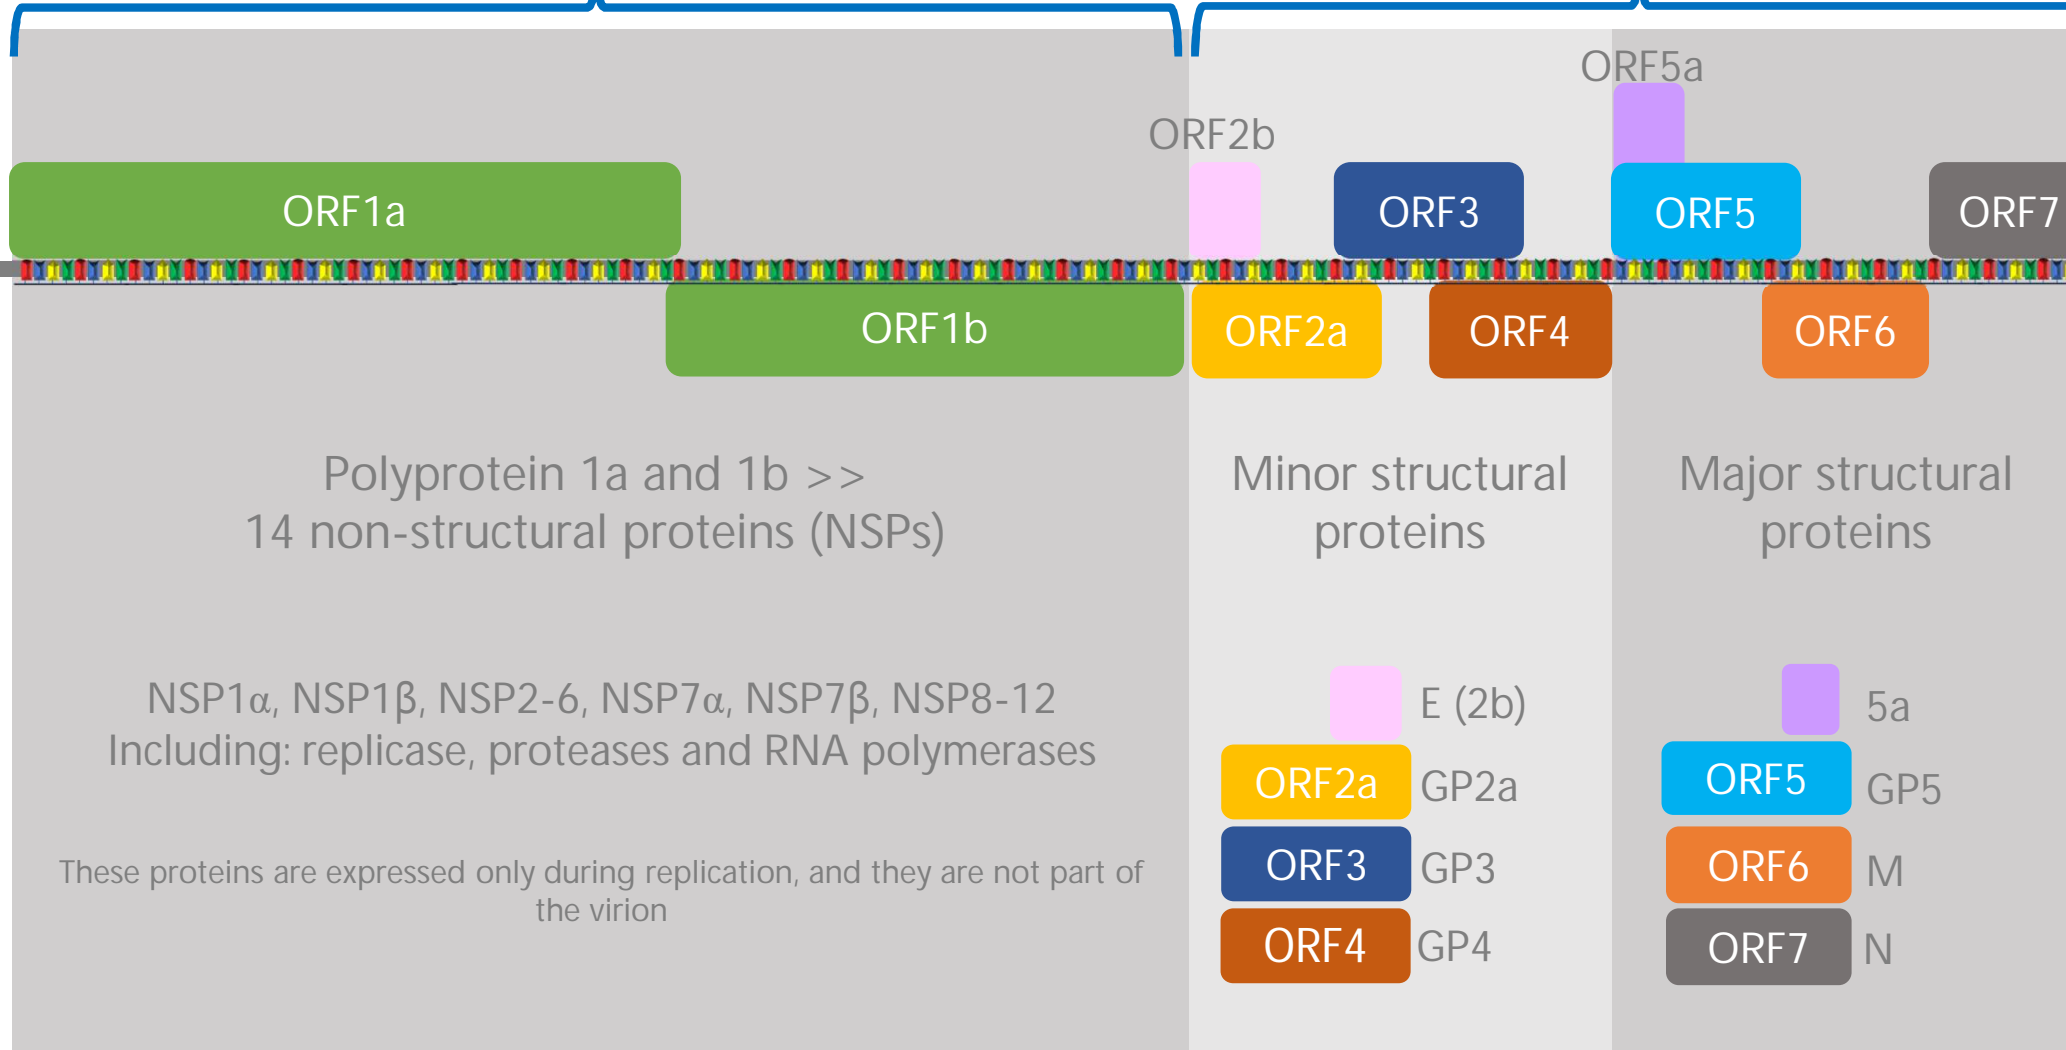 ORF5a
ORF2b
ORF1a
ORF3
ORF5
ORF7
ORF1b
ORF2a
ORF4
ORF6
Polyprotein 1a and 1b >>
14 non-structural proteins (NSPs)
Minor structural
proteins
Major structural
proteins
NSP1α, NSP1β, NSP2-6, NSP7α, NSP7β, NSP8-12
Including: replicase, proteases and RNA polymerases
These proteins are expressed only during replication, and they are not part of
the virion
E (2b)
ORF2a GP2a
ORF3 GP3
ORF4 GP4
5a
ORF5 GP5
ORF6 M
ORF7 N